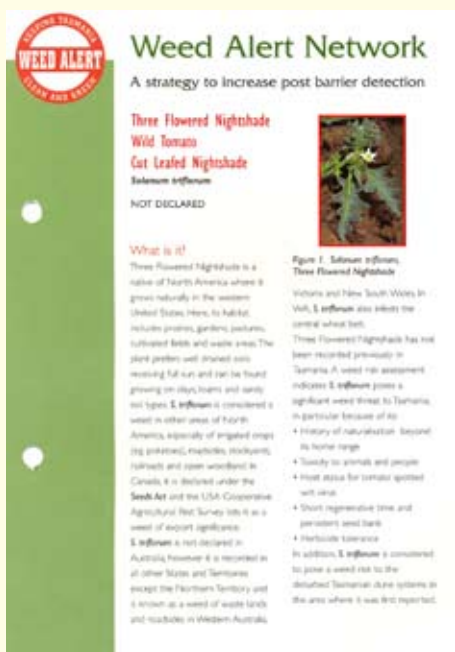 KEEPING TASMANIA
WEED ALERT
CLEAN AND GREEN
Weed Alert Network
A strategy to increase post barrier detection
Three Flowered Nightshade
Wild Tomato
Cut Leafed Nightshade
Solanum triflorum
NOT DECLARED
What is it?
Three Flowered Nightshade is a
native of North America where it
grows naturally in the western
United States. Here, its habitat
includes prairies, gardens, pastures,
cultivated fields and waste areas. The
plant prefers well drained soils
receiving full sun and can be found
growing on clays, loams and sandy
soil types. S. triflorum is considered a
weed in other areas of North
America, especially of irrigated crops
(eg. potatoes), roadsides, stockyards,
railroads and open woodland. In
Canada, it is declared under the
Seeds Act and the USA Cooperative
Agricultural Pest Survey lists it as a
weed of export significance.
S. triflorum is not declared in
Australia, however it is recorded in
all other States and Territories
except the Northern Territory and
is known as a weed of waste lands
and roadsides in Western Australia,
Figure 1. Solanum triflorum,
Three Flowered Nightshade
Victoria and New South Wales. In
WA, S. triflorum also infests the
central wheat belt.
Three Flowered Nightshade has not
been recorded previously in
Tasmania. A weed risk assessment
indicates S. triflorum poses a
significant weed threat to Tasmania,
in particular because of its:
• History of naturalisation beyond
its home range
• Toxicity to animals and people
• Host status for tomato spotted
wilt virus
• Short regenerative time and
persistent seed bank
• Herbicide tolerance
In addition, S. triflorum is considered
to pose a weed risk to the
disturbed Tasmanian dune systems in
the area where it was first reported.